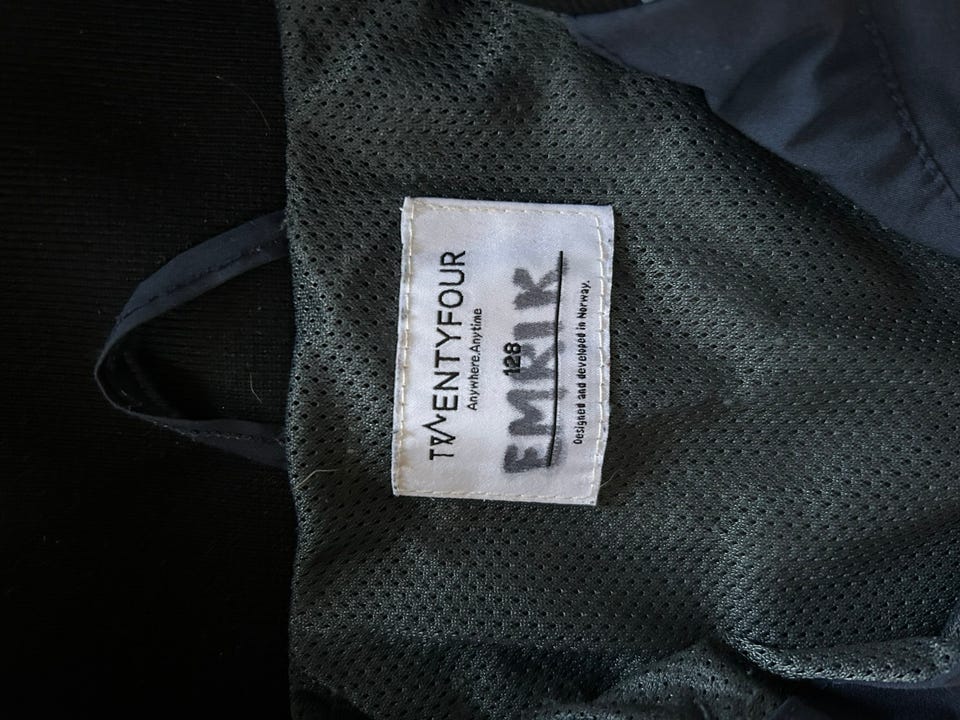 TWENTYFOUR
Anywhere.Anytime
128
EMRIK
Designed and developed in Norway.